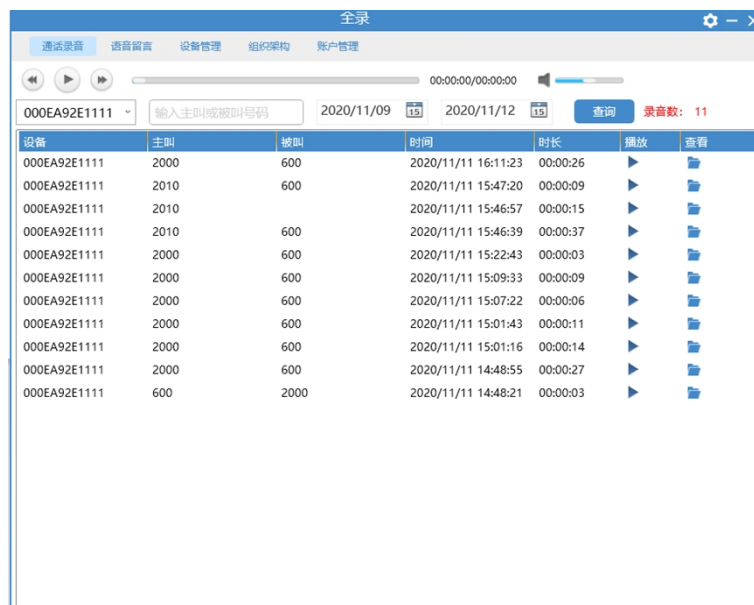 全录
通话录音 语音留言 设备管理 组织架构 账户管理
00:00:00/00:00:00
000EA92E1111 输入主叫或被叫号码 2020/11/09 15 2020/11/12 15 查询 录音数: 11
设备 主叫 被叫 时间 时长 播放 查看
000EA92E1111 2000 600 2020/11/11 16:11:23 00:00:26
000EA92E1111 2010 600 2020/11/11 15:47:20 00:00:09
000EA92E1111 2010 2020/11/11 15:46:57 00:00:15
000EA92E1111 2010 600 2020/11/11 15:46:39 00:00:37
000EA92E1111 2000 600 2020/11/11 15:22:43 00:00:03
000EA92E1111 2000 600 2020/11/11 15:09:33 00:00:09
000EA92E1111 2000 600 2020/11/11 15:07:22 00:00:06
000EA92E1111 2000 600 2020/11/11 15:01:43 00:00:11
000EA92E1111 2000 600 2020/11/11 15:01:16 00:00:14
000EA92E1111 2000 600 2020/11/11 14:48:55 00:00:27
000EA92E1111 600 2000 2020/11/11 14:48:21 00:00:03